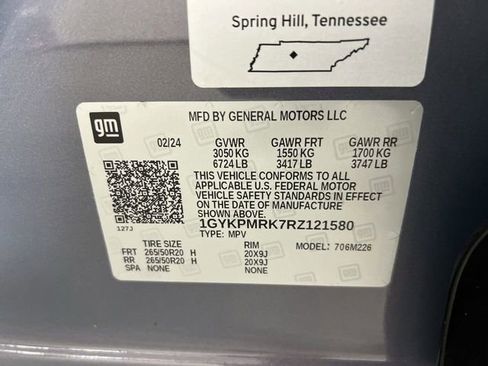 Spring Hill, Tennessee
gm
MFD BY GENERAL MOTORS LLC
02/24 GVWR GAWR FRT GAWR RR
3050 KG 1550 KG 1700 KG
6724 LB 3417 LB 3747 LB
THIS VEHICLE CONFORMS TO ALL
APPLICABLE U.S. FEDERAL MOTOR
VEHICLE SAFETY STANDARDS IN EFFECT
ON THE DATE OF MANUFACTURE
SHOWN ABOVE.
127J 1GYKPMRK7RZ121580
TYPE: MPV MODEL: 706M226
TIRE SIZE RIM
FRT 265/50R20 H 20X9J
RR 265/50R20 H 20X9J
SPA NONE NONE